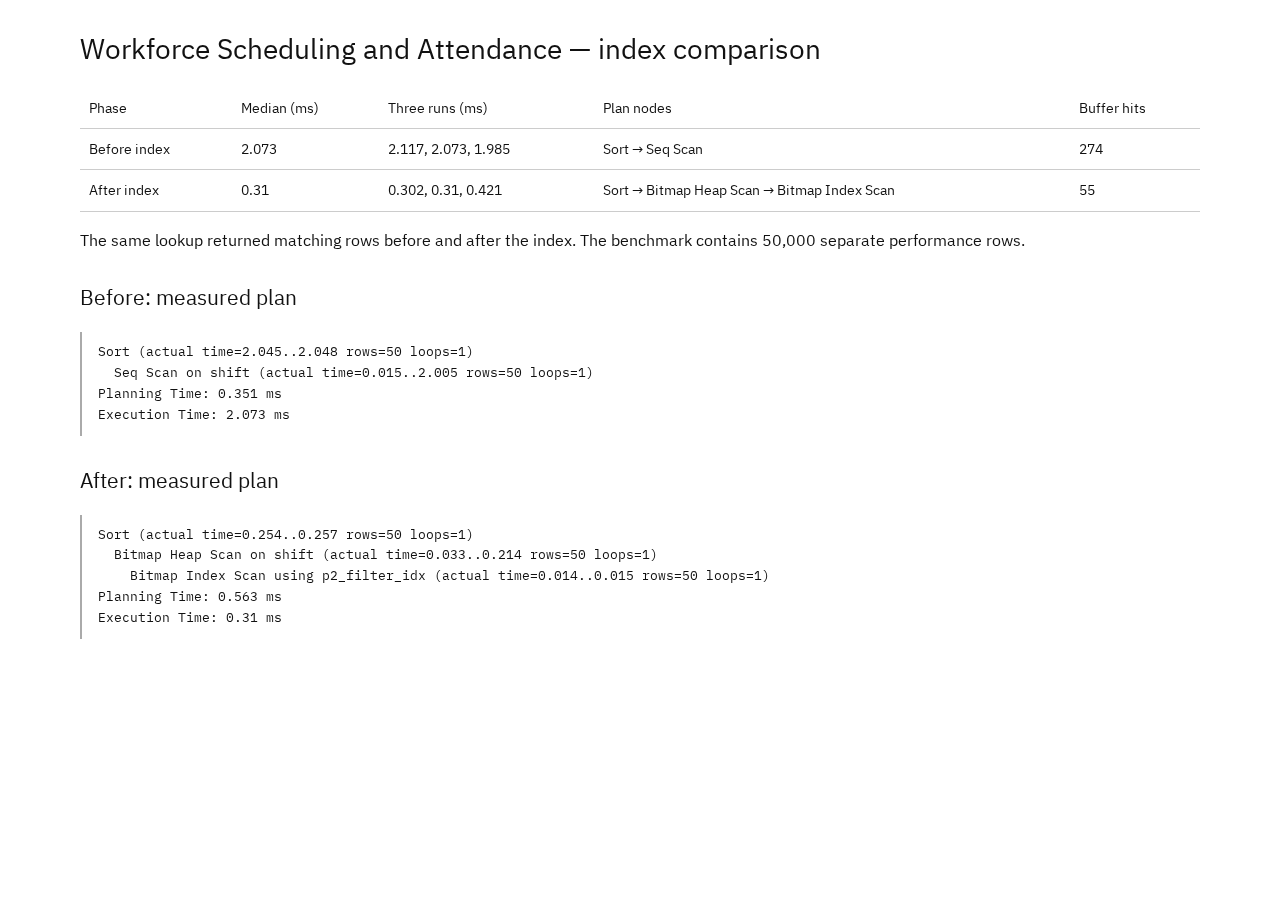 Workforce Scheduling and Attendance — index comparison
Phase Median (ms) Three runs (ms) Plan nodes Buffer hits
Before index 2.073 2.117, 2.073, 1.985 Sort → Seq Scan 274
After index 0.31 0.302, 0.31, 0.421 Sort → Bitmap Heap Scan → Bitmap Index Scan 55
The same lookup returned matching rows before and after the index. The benchmark contains 50,000 separate performance rows.
Before: measured plan
Sort (actual time=2.045..2.048 rows=50 loops=1)
  Seq Scan on shift (actual time=0.015..2.005 rows=50 loops=1)
Planning Time: 0.351 ms
Execution Time: 2.073 ms
After: measured plan
Sort (actual time=0.254..0.257 rows=50 loops=1)
  Bitmap Heap Scan on shift (actual time=0.033..0.214 rows=50 loops=1)
    Bitmap Index Scan using p2_filter_idx (actual time=0.014..0.015 rows=50 loops=1)
Planning Time: 0.563 ms
Execution Time: 0.31 ms